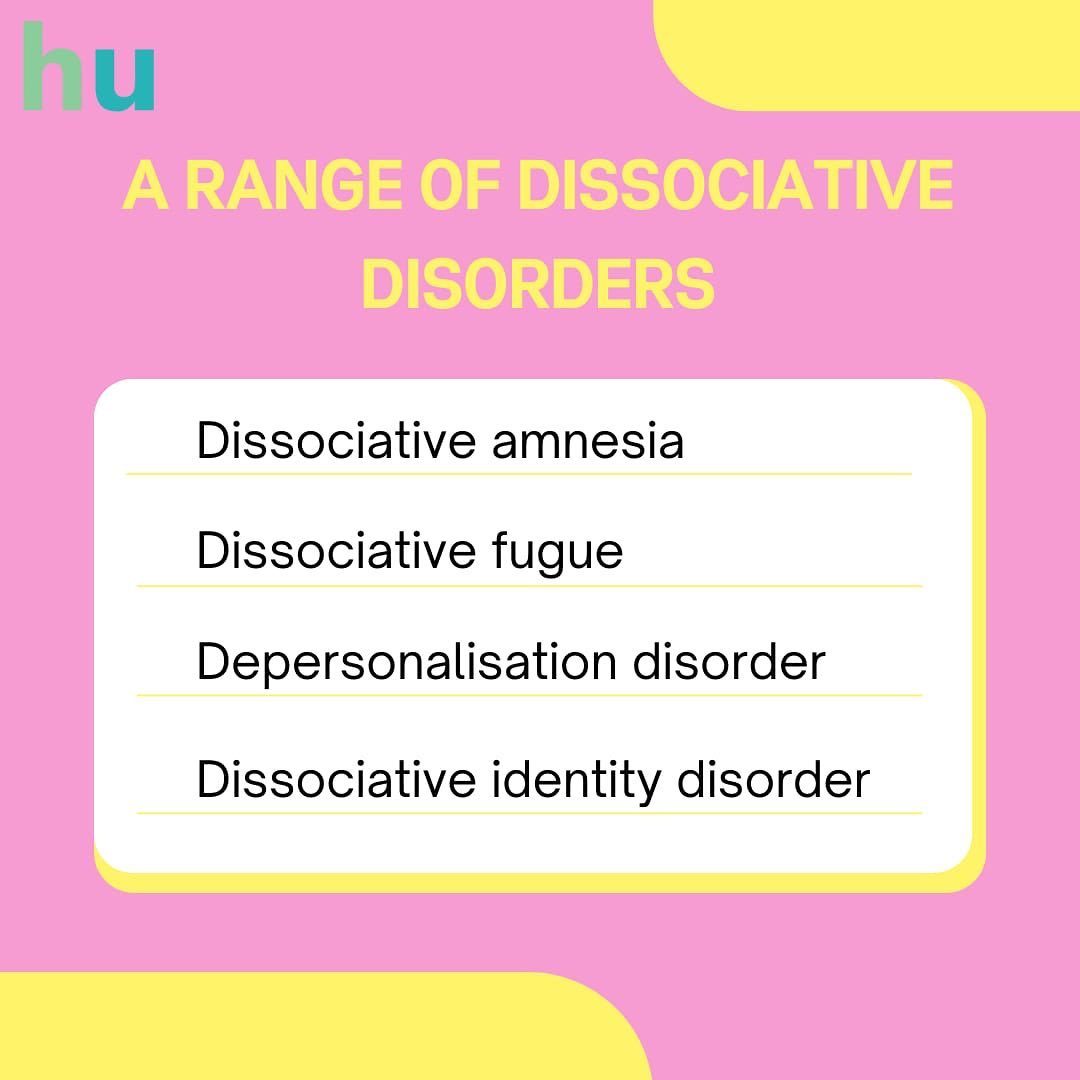 hu
A RANGE OF DISSOCIATIVE
DISORDERS
Dissociative amnesia
Dissociative fugue
Depersonalisation disorder
Dissociative identity disorder